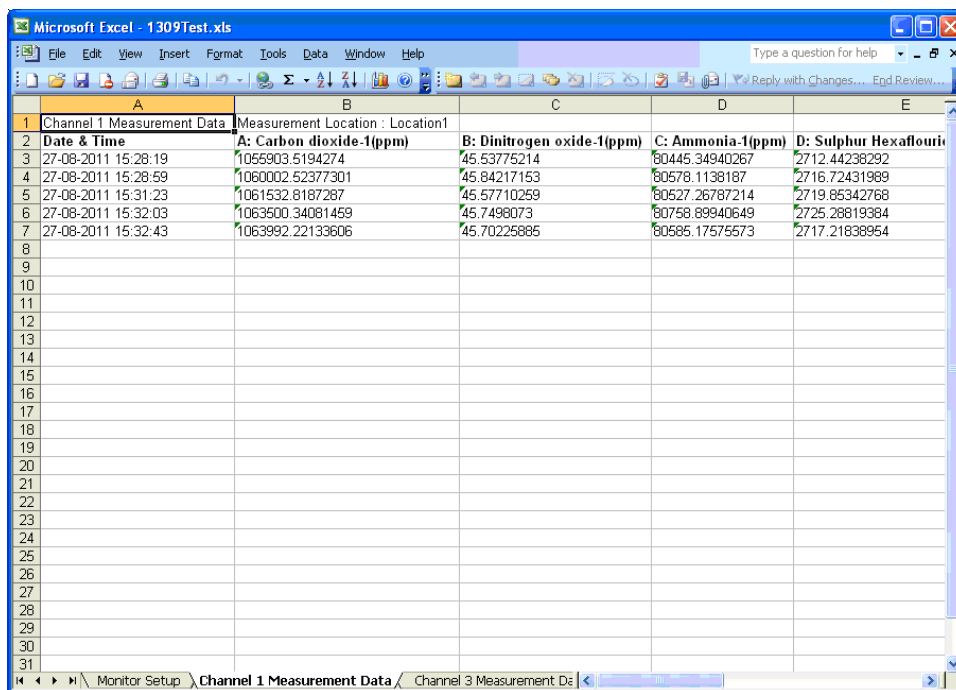 Microsoft Excel - 1309Test.xls
File Edit View Insert Format Tools Data Window Help Type a question for help
Reply with Changes... End Review...
A B C D E
1 Channel 1 Measurement Data Measurement Location : Location1
2 Date & Time A: Carbon dioxide-1(ppm) B: Dinitrogen oxide-1(ppm) C: Ammonia-1(ppm) D: Sulphur Hexaflourid
3 27-08-2011 15:28:19 1055903.5194274 45.53775214 80445.34940267 2712.44238292
4 27-08-2011 15:28:59 1060002.52377301 45.84217153 80578.1138187 2716.72431989
5 27-08-2011 15:31:23 1061532.8187287 45.57710259 80527.26787214 2719.85342768
6 27-08-2011 15:32:03 1063500.34081459 45.7498073 80758.89940649 2725.28819384
7 27-08-2011 15:32:43 1063992.22133606 45.70225885 80585.17575573 2717.21838954
8
9
10
11
12
13
14
15
16
17
18
19
20
21
22
23
24
25
26
27
28
29
30
31
Monitor Setup Channel 1 Measurement Data Channel 3 Measurement Da